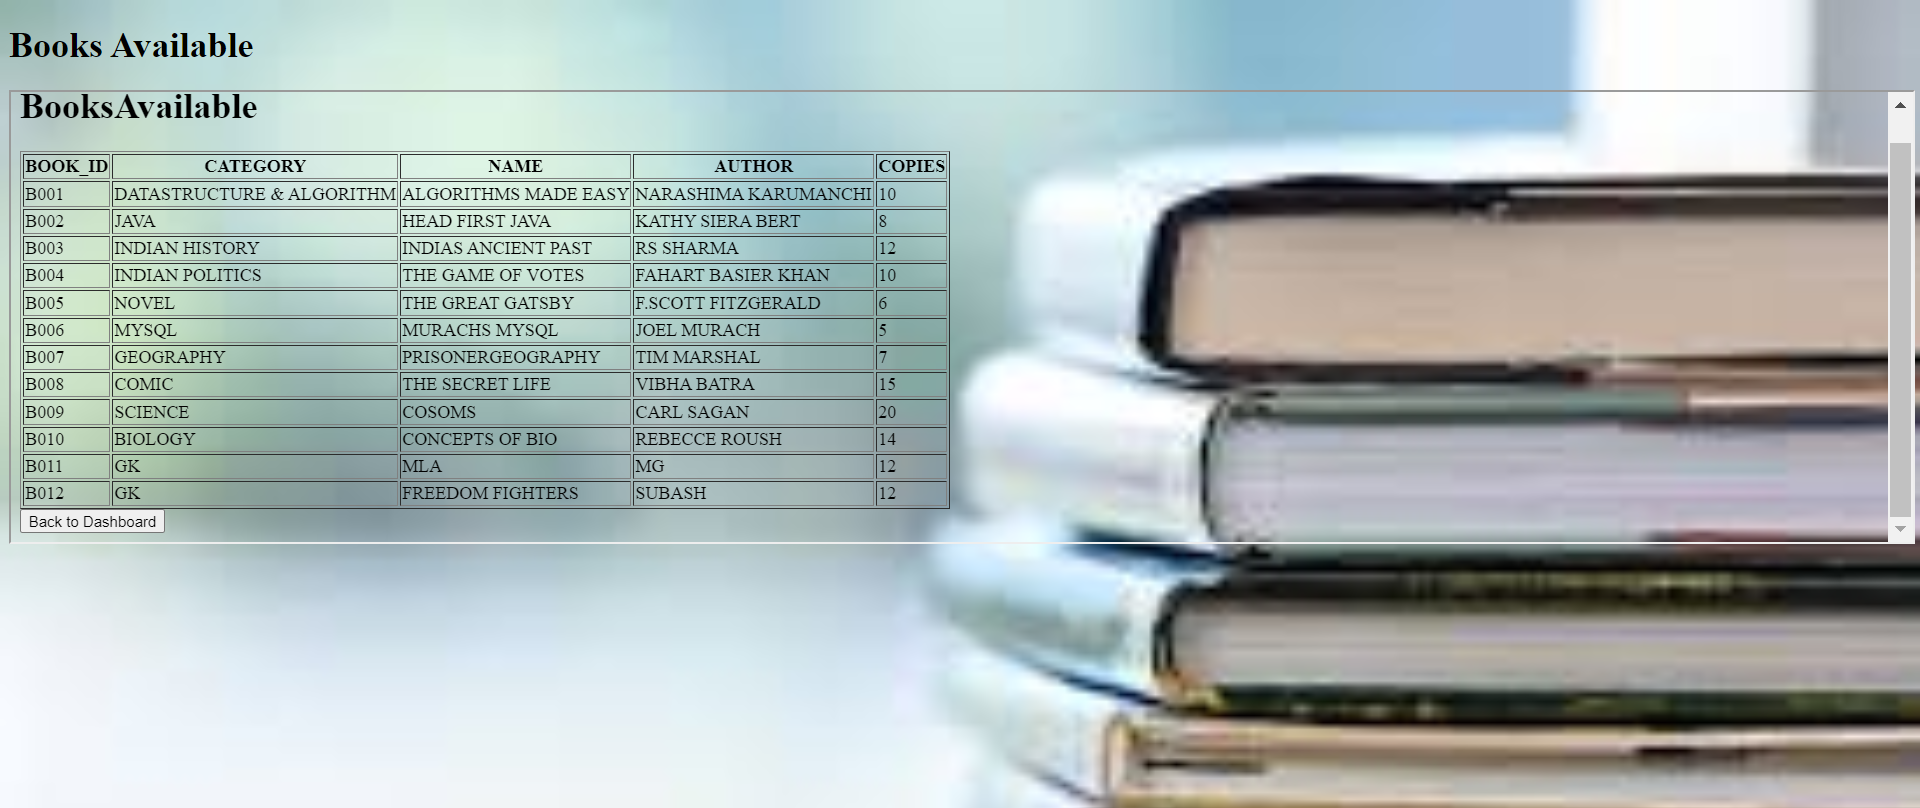 Books Available
BooksAvailable
BOOK_ID CATEGORY NAME AUTHOR COPIES
B001 DATASTRUCTURE & ALGORITHM ALGORITHMS MADE EASY NARASHIMA KARUMANCHI 10
B002 JAVA HEAD FIRST JAVA KATHY SIERA BERT 8
B003 INDIAN HISTORY INDIAS ANCIENT PAST RS SHARMA 12
B004 INDIAN POLITICS THE GAME OF VOTES FAHART BASIER KHAN 10
B005 NOVEL THE GREAT GATSBY F.SCOTT FITZGERALD 6
B006 MYSQL MURACHS MYSQL JOEL MURACH 5
B007 GEOGRAPHY PRISONERGEOGRAPHY TIM MARSHAL 7
B008 COMIC THE SECRET LIFE VIBHA BATRA 15
B009 SCIENCE COSOMS CARL SAGAN 20
B010 BIOLOGY CONCEPTS OF BIO REBECCE ROUSH 14
B011 GK MLA MG 12
B012 GK FREEDOM FIGHTERS SUBASH 12
Back to Dashboard